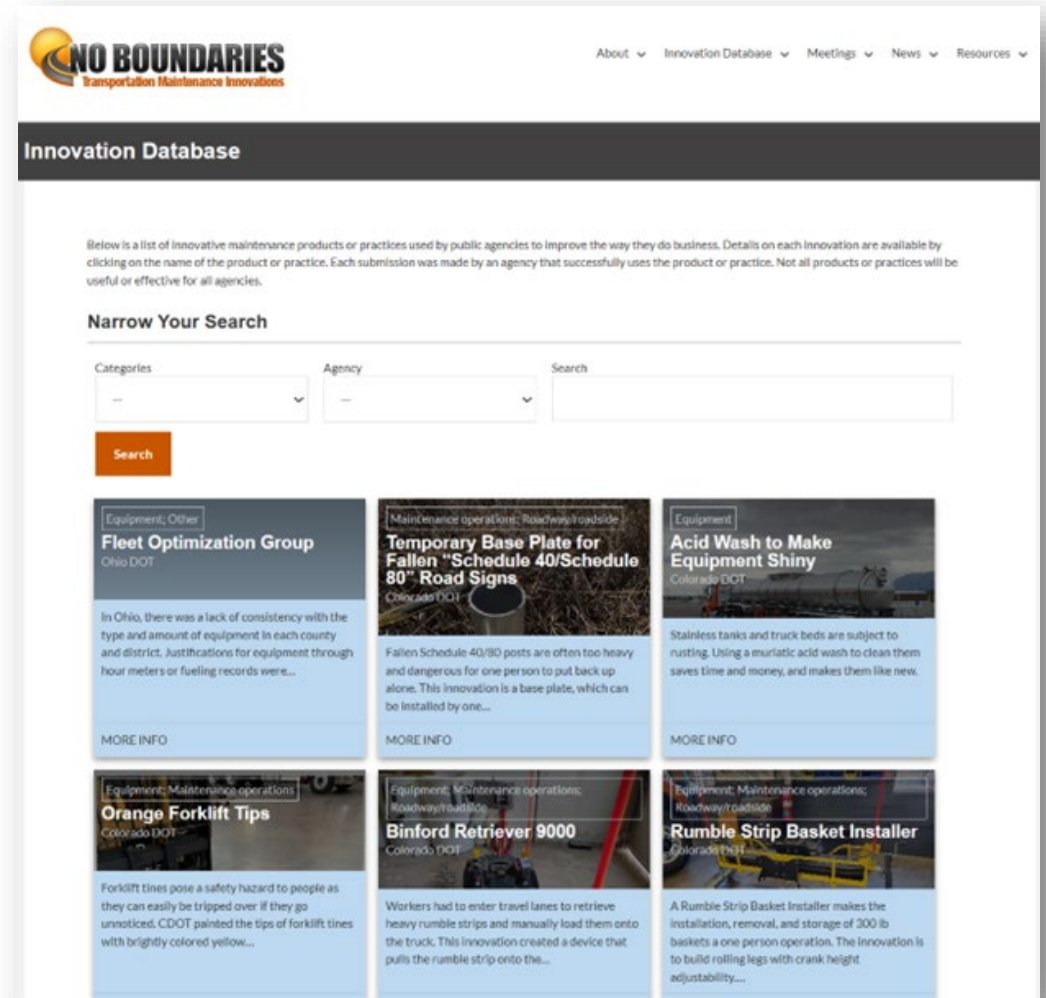 NO BOUNDARIES
Transportation Maintenance Innovations
About
Innovation Database
Meetings
News
Resources
Innovation Database
Below is a list of innovative maintenance products or practices used by public agencies to improve the way they do business. Details on each innovation are available by
clicking on the name of the product or practice. Each submission was made by an agency that successfully uses the product or practice. Not all products or practices will be
useful or effective for all agencies.
Narrow Your Search
Categories
Agency
Search
---
---
Search
Equipment; Other
Fleet Optimization Group
Ohio DOT
In Ohio, there was a lack of consistency with the
type and amount of equipment in each county
and district. Justifications for equipment through
hour meters or fueling records were...
MORE INFO
Maintenance operations; Roadway/roadside
Temporary Base Plate for
Fallen “Schedule 40/Schedule
80” Road Signs
Colorado DOT
Fallen Schedule 40/80 posts are often too heavy
and dangerous for one person to put back up
alone. This innovation is a base plate, which can
be installed by one...
MORE INFO
Equipment
Acid Wash to Make
Equipment Shiny
Colorado DOT
Stainless tanks and truck beds are subject to
rusting. Using a muriatic acid wash to clean them
saves time and money, and makes them like new.
MORE INFO
Equipment; Maintenance operations
Orange Forklift Tips
Colorado DOT
Forklift tines pose a safety hazard to people as
they can easily be tripped over if they go
unnoticed. CDOT painted the tips of forklift tines
with brightly colored yellow...
Equipment; Maintenance operations;
Roadway/roadside
Binford Retriever 9000
Colorado DOT
Workers had to enter travel lanes to retrieve
heavy rumble strips and manually load them onto
the truck. This innovation created a device that
pulls the rumble strip onto the...
Equipment; Maintenance operations;
Roadway/roadside
Rumble Strip Basket Installer
Colorado DOT
A Rumble Strip Basket Installer makes the
installation, removal, and storage of 300 lb
baskets a one person operation. The innovation is
to build rolling legs with crank height
adjustability....